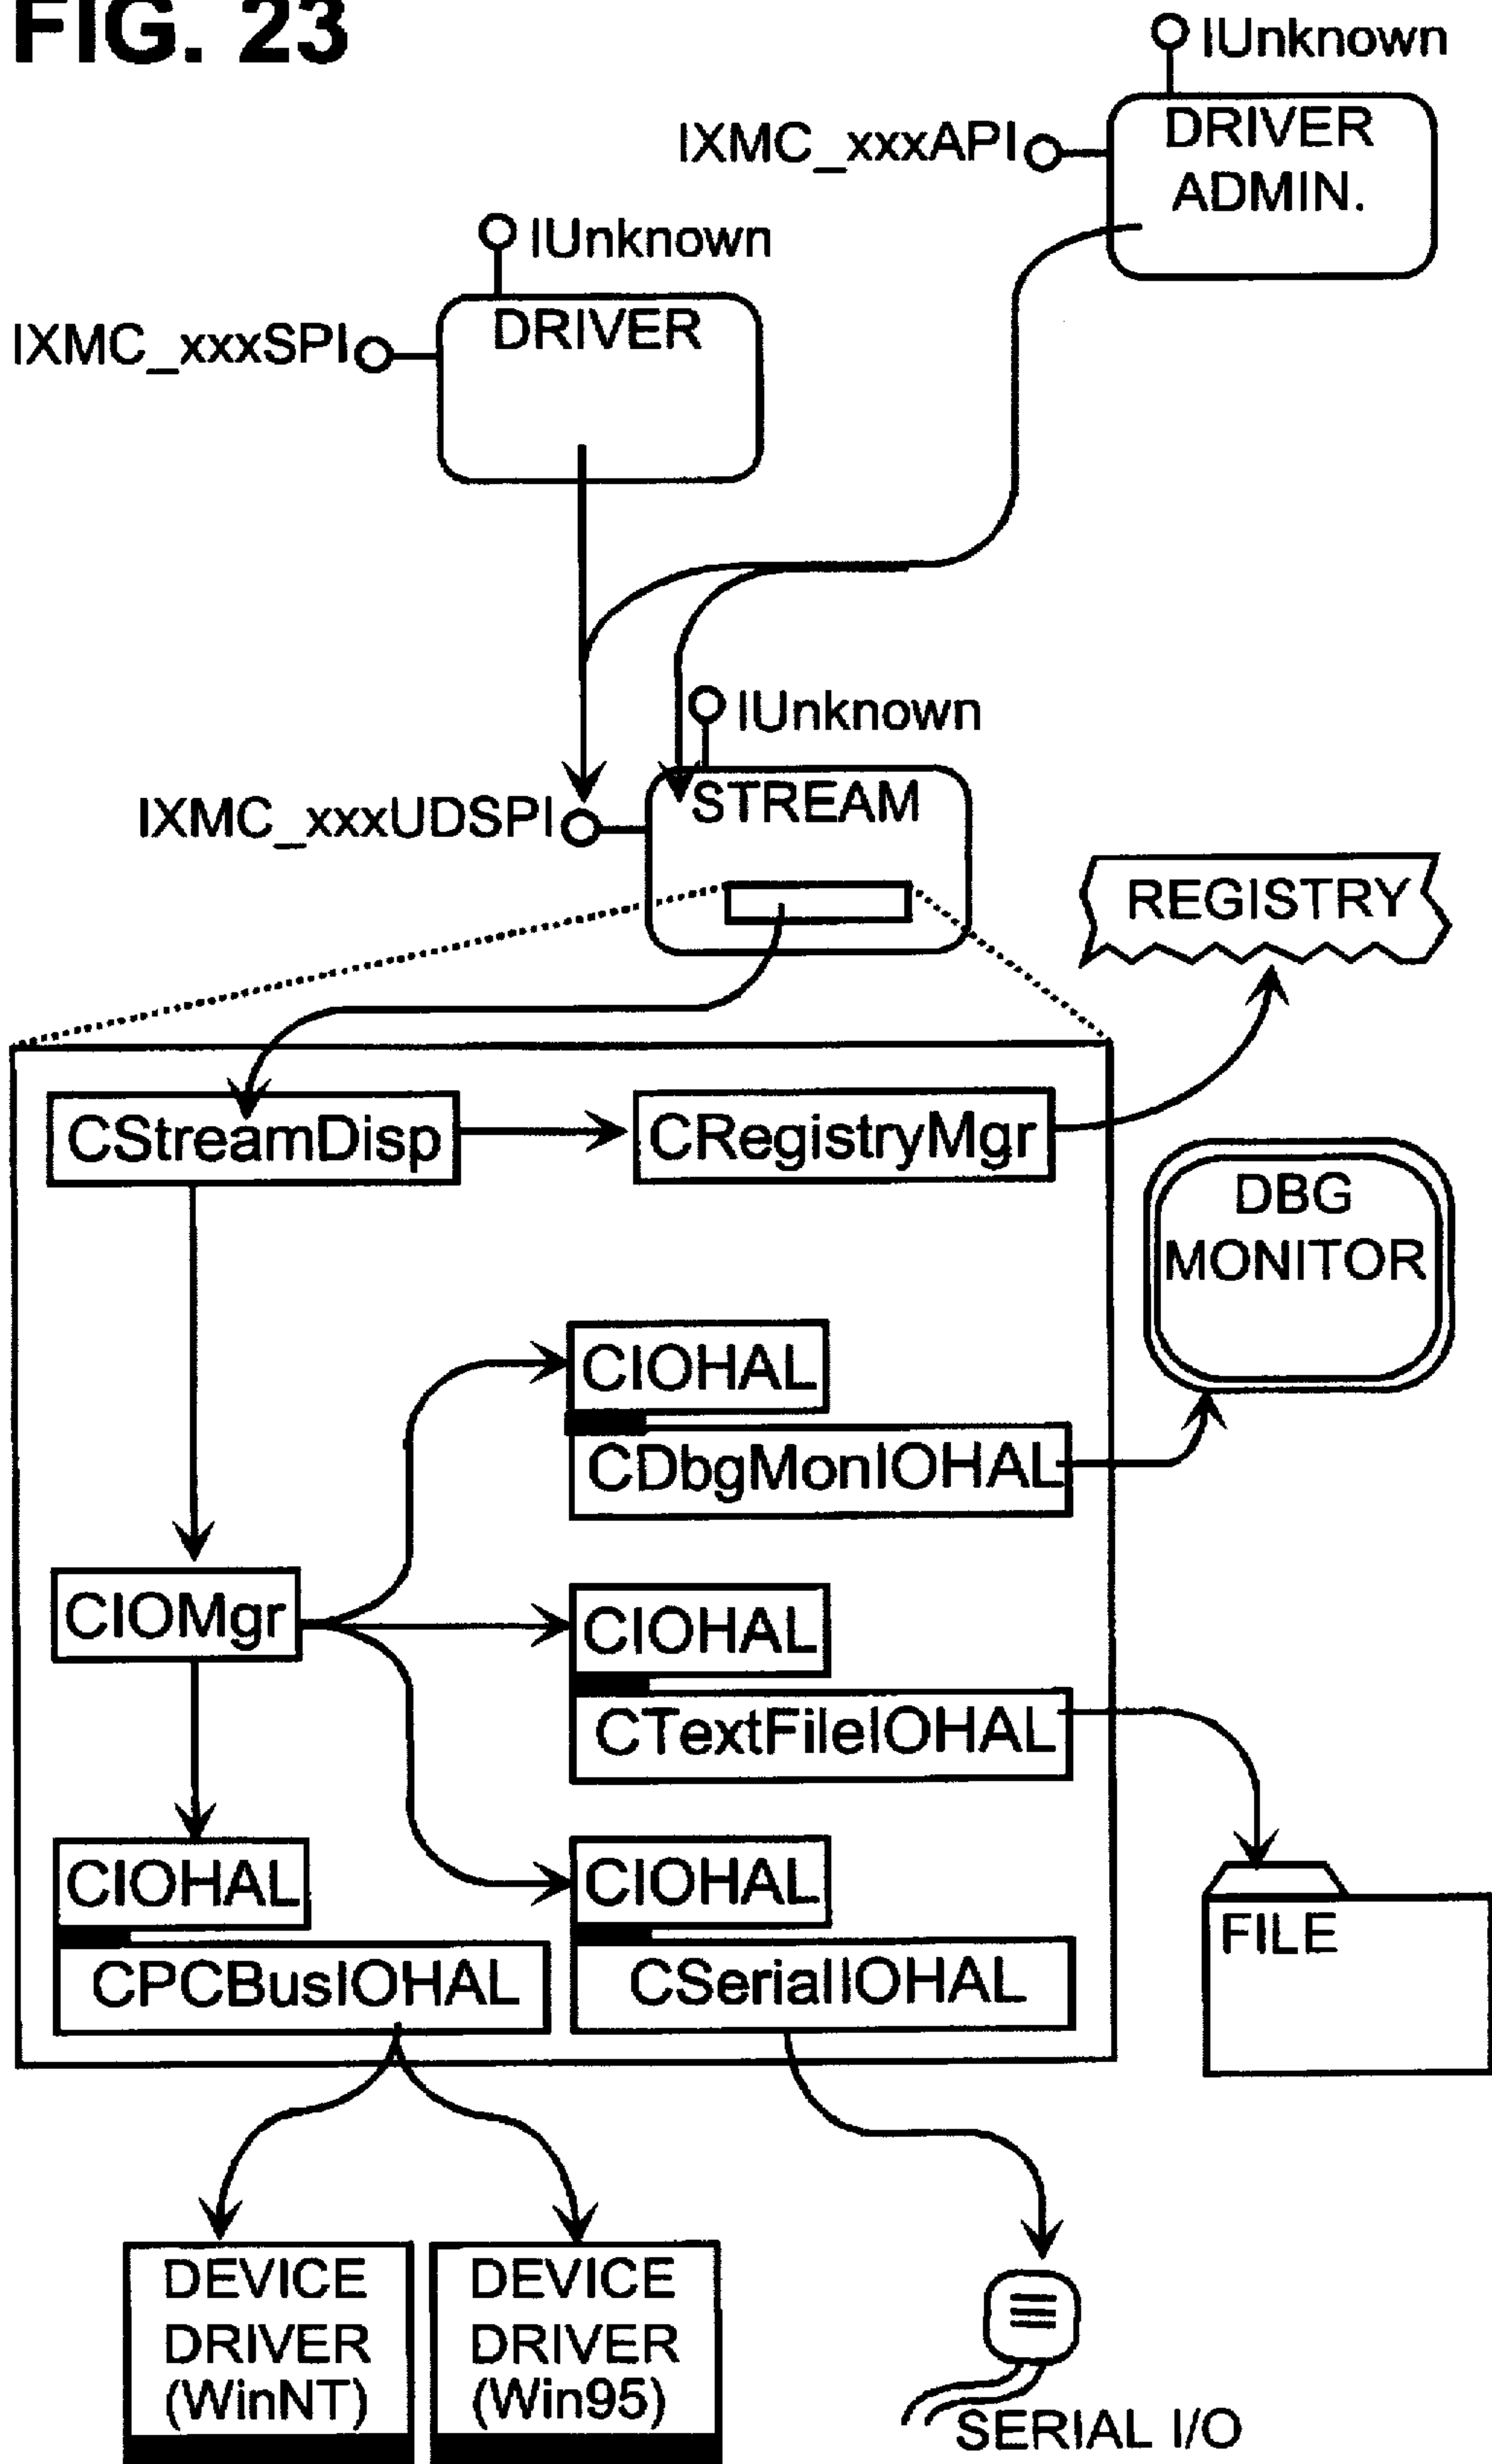 FIG. 23
IUnknown
IXMC_xxxAPI
DRIVER
ADMIN.
IUnknown
IXMC_xxxSPI
DRIVER
IUnknown
IXMC_xxxUDSPI
STREAM
REGISTRY
CStreamDisp
CRegistryMgr
DBG
MONITOR
CIOHAL
CDbgMonIOHAL
CIOMgr
CIOHAL
CTextFileIOHAL
CIOHAL
CIOHAL
FILE
CPCBusIOHAL
CSerialIOHAL
DEVICE
DRIVER
(WinNT)
DEVICE
DRIVER
(Win95)
SERIAL I/O